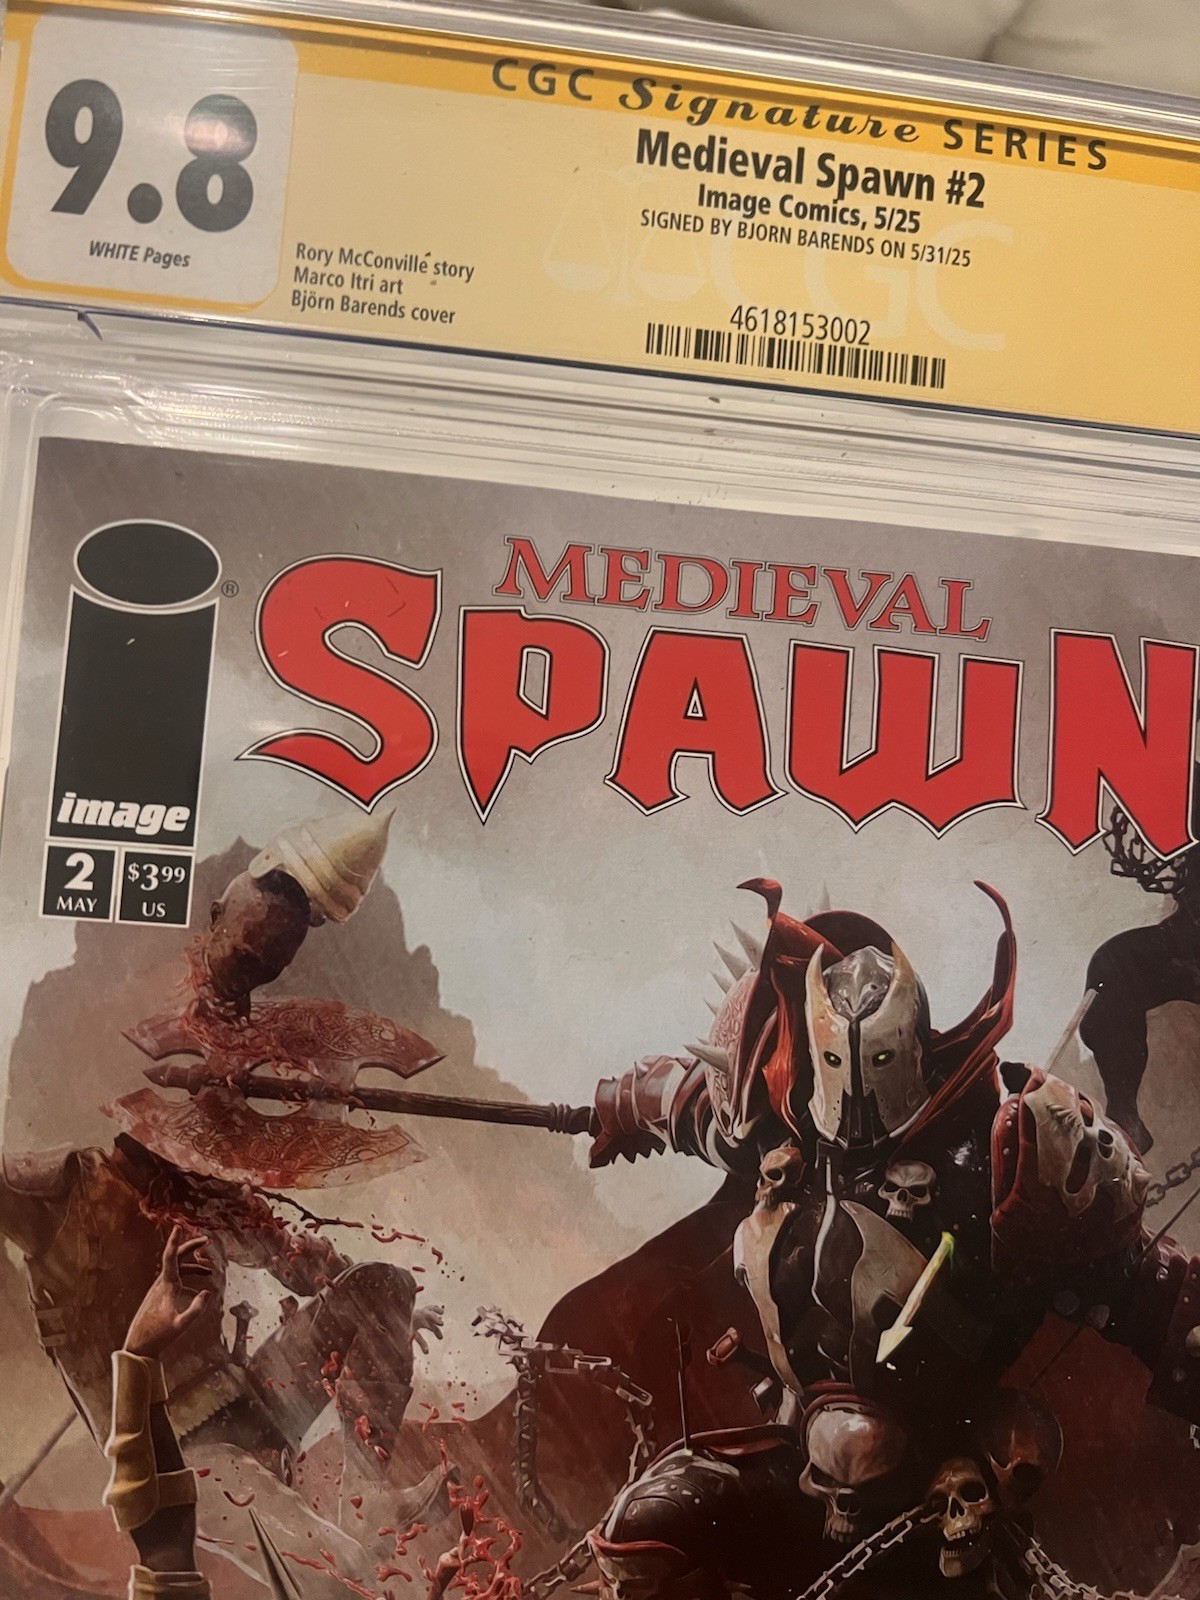 9.8
WHITE Pages
CGC Signature SERIES
Medieval Spawn #2
Image Comics, 5/25
SIGNED BY BJORN BARENDS ON 5/31/25
Rory McConville story
Marco Itri art
Björn Barends cover
4618153002
CGC
®
MEDIEVAL
SPAWN
image
2
MAY
$3.99
US